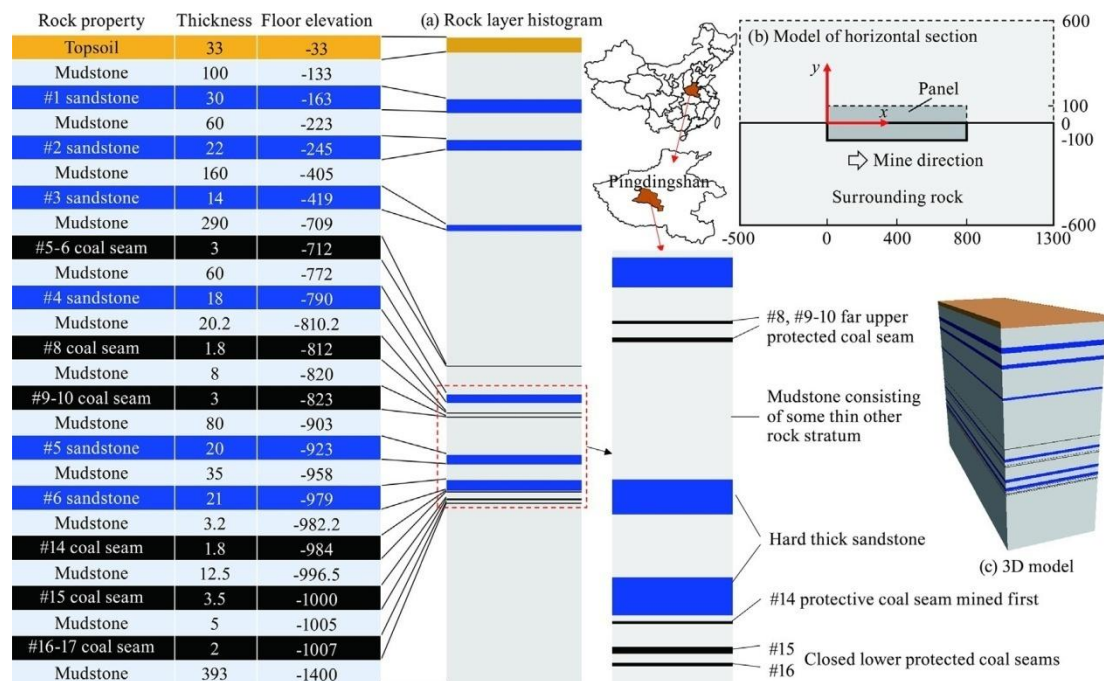 Rock property Thickness Floor elevation
Topsoil 33 -33
Mudstone 100 -133
#1 sandstone 30 -163
Mudstone 60 -223
#2 sandstone 22 -245
Mudstone 160 -405
#3 sandstone 14 -419
Mudstone 290 -709
#5-6 coal seam 3 -712
Mudstone 60 -772
#4 sandstone 18 -790
Mudstone 20.2 -810.2
#8 coal seam 1.8 -812
Mudstone 8 -820
#9-10 coal seam 3 -823
Mudstone 80 -903
#5 sandstone 20 -923
Mudstone 35 -958
#6 sandstone 21 -979
Mudstone 3.2 -982.2
#14 coal seam 1.8 -984
Mudstone 12.5 -996.5
#15 coal seam 3.5 -1000
Mudstone 5 -1005
#16-17 coal seam 2 -1007
Mudstone 393 -1400
(a) Rock layer histogram
Pingdingshan
#8, #9-10 far upper
protected coal seam
Mudstone consisting
of some thin other
rock stratum
Hard thick sandstone
#14 protective coal seam mined first
#15
#16
Closed lower protected coal seams
(b) Model of horizontal section
600
y
Panel
100
x
0
-100
Mine direction
Surrounding rock
-600
-500 0 400 800 1300
(c) 3D model